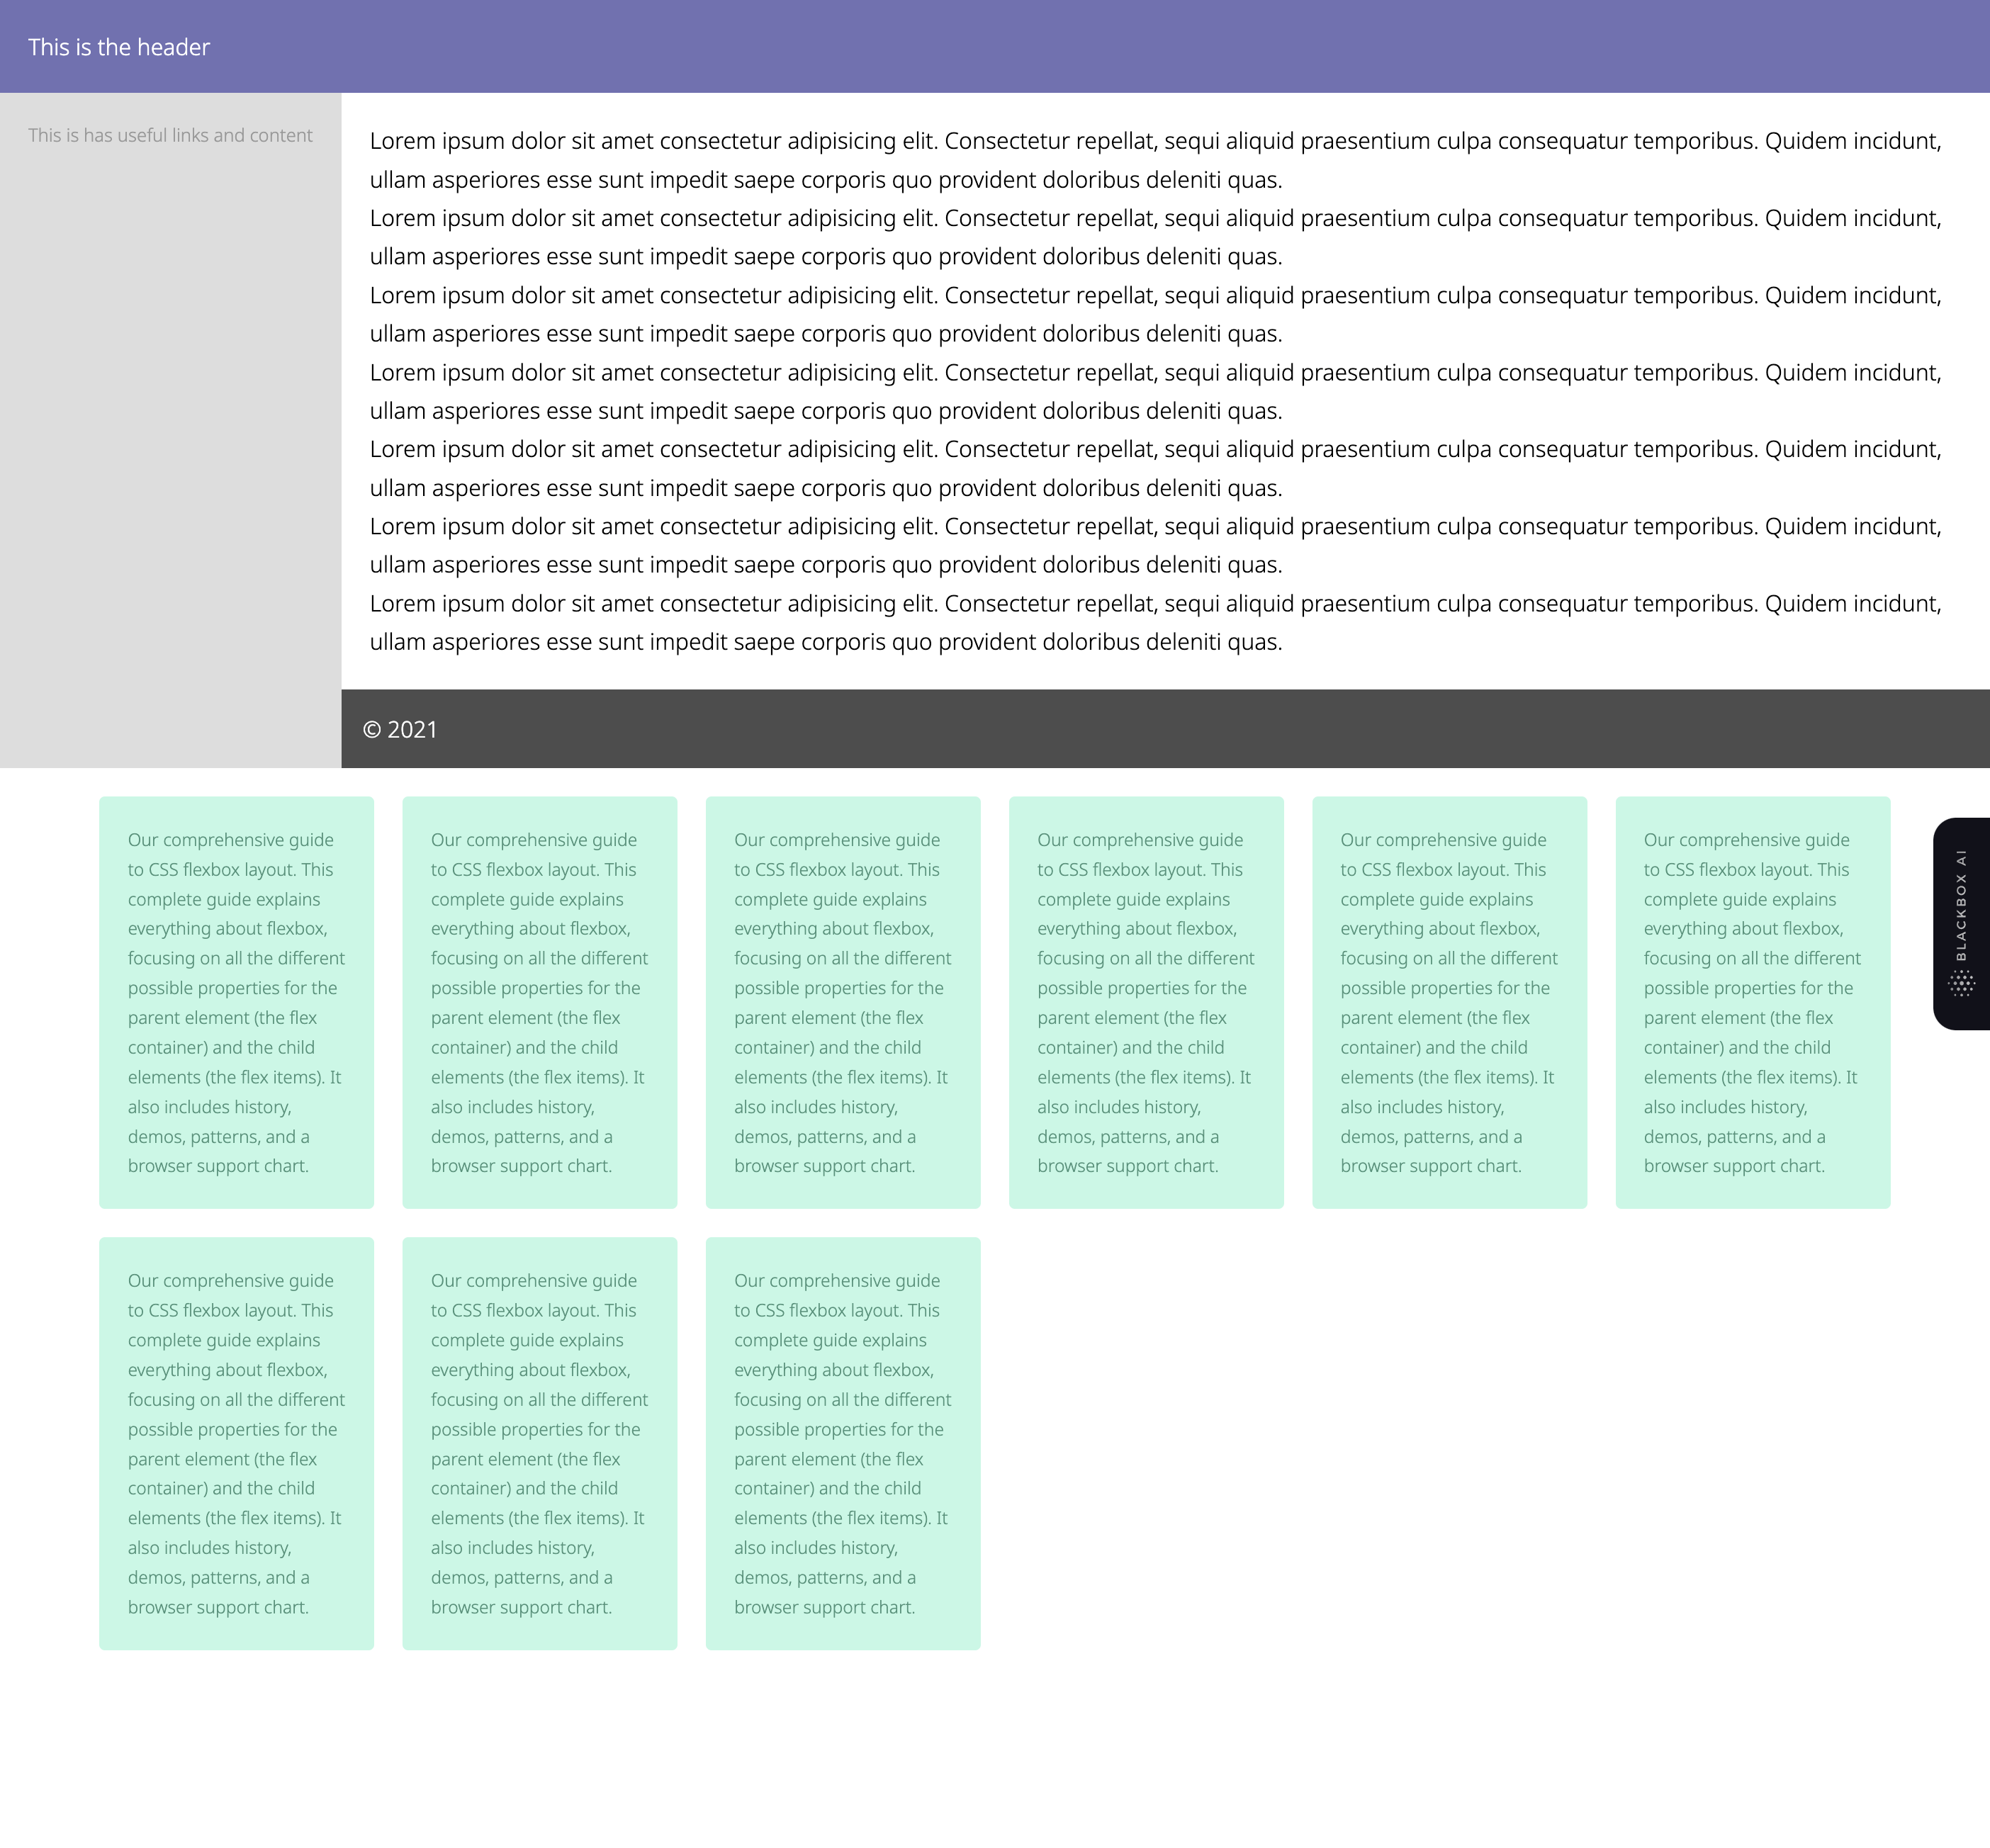 This is the header
This is has useful links and content
Lorem ipsum dolor sit amet consectetur adipisicing elit. Consectetur repellat, sequi aliquid praesentium culpa consequatur temporibus. Quidem incidunt,
ullam asperiores esse sunt impedit saepe corporis quo provident doloribus deleniti quas.
Lorem ipsum dolor sit amet consectetur adipisicing elit. Consectetur repellat, sequi aliquid praesentium culpa consequatur temporibus. Quidem incidunt,
ullam asperiores esse sunt impedit saepe corporis quo provident doloribus deleniti quas.
Lorem ipsum dolor sit amet consectetur adipisicing elit. Consectetur repellat, sequi aliquid praesentium culpa consequatur temporibus. Quidem incidunt,
ullam asperiores esse sunt impedit saepe corporis quo provident doloribus deleniti quas.
Lorem ipsum dolor sit amet consectetur adipisicing elit. Consectetur repellat, sequi aliquid praesentium culpa consequatur temporibus. Quidem incidunt,
ullam asperiores esse sunt impedit saepe corporis quo provident doloribus deleniti quas.
Lorem ipsum dolor sit amet consectetur adipisicing elit. Consectetur repellat, sequi aliquid praesentium culpa consequatur temporibus. Quidem incidunt,
ullam asperiores esse sunt impedit saepe corporis quo provident doloribus deleniti quas.
Lorem ipsum dolor sit amet consectetur adipisicing elit. Consectetur repellat, sequi aliquid praesentium culpa consequatur temporibus. Quidem incidunt,
ullam asperiores esse sunt impedit saepe corporis quo provident doloribus deleniti quas.
Lorem ipsum dolor sit amet consectetur adipisicing elit. Consectetur repellat, sequi aliquid praesentium culpa consequatur temporibus. Quidem incidunt,
ullam asperiores esse sunt impedit saepe corporis quo provident doloribus deleniti quas.
© 2021
Our comprehensive guide
to CSS flexbox layout. This
complete guide explains
everything about flexbox,
focusing on all the different
possible properties for the
parent element (the flex
container) and the child
elements (the flex items). It
also includes history,
demos, patterns, and a
browser support chart.
Our comprehensive guide
to CSS flexbox layout. This
complete guide explains
everything about flexbox,
focusing on all the different
possible properties for the
parent element (the flex
container) and the child
elements (the flex items). It
also includes history,
demos, patterns, and a
browser support chart.
Our comprehensive guide
to CSS flexbox layout. This
complete guide explains
everything about flexbox,
focusing on all the different
possible properties for the
parent element (the flex
container) and the child
elements (the flex items). It
also includes history,
demos, patterns, and a
browser support chart.
Our comprehensive guide
to CSS flexbox layout. This
complete guide explains
everything about flexbox,
focusing on all the different
possible properties for the
parent element (the flex
container) and the child
elements (the flex items). It
also includes history,
demos, patterns, and a
browser support chart.
Our comprehensive guide
to CSS flexbox layout. This
complete guide explains
everything about flexbox,
focusing on all the different
possible properties for the
parent element (the flex
container) and the child
elements (the flex items). It
also includes history,
demos, patterns, and a
browser support chart.
Our comprehensive guide
to CSS flexbox layout. This
complete guide explains
everything about flexbox,
focusing on all the different
possible properties for the
parent element (the flex
container) and the child
elements (the flex items). It
also includes history,
demos, patterns, and a
browser support chart.
BLACKBOX AI
Our comprehensive guide
to CSS flexbox layout. This
complete guide explains
everything about flexbox,
focusing on all the different
possible properties for the
parent element (the flex
container) and the child
elements (the flex items). It
also includes history,
demos, patterns, and a
browser support chart.
Our comprehensive guide
to CSS flexbox layout. This
complete guide explains
everything about flexbox,
focusing on all the different
possible properties for the
parent element (the flex
container) and the child
elements (the flex items). It
also includes history,
demos, patterns, and a
browser support chart.
Our comprehensive guide
to CSS flexbox layout. This
complete guide explains
everything about flexbox,
focusing on all the different
possible properties for the
parent element (the flex
container) and the child
elements (the flex items). It
also includes history,
demos, patterns, and a
browser support chart.